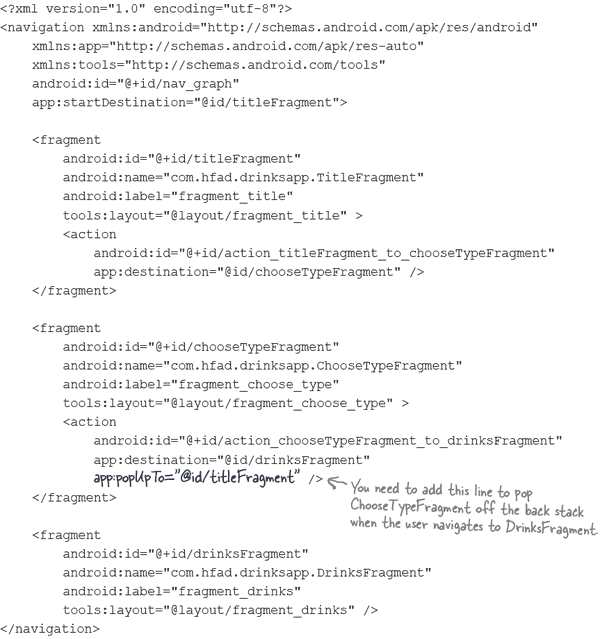 <?xml version="1.0" encoding="utf-8"?>
<navigation xmlns:android="http://schemas.android.com/apk/res/android"
    xmlns:app="http://schemas.android.com/apk/res-auto"
    xmlns:tools="http://schemas.android.com/tools"
    android:id="@+id/nav_graph"
    app:startDestination="@id/titleFragment">

    <fragment
        android:id="@+id/titleFragment"
        android:name="com.hfad.drinksapp.TitleFragment"
        android:label="fragment_title"
        tools:layout="@layout/fragment_title" >
        <action
            android:id="@+id/action_titleFragment_to_chooseTypeFragment"
            app:destination="@id/chooseTypeFragment" />
    </fragment>

    <fragment
        android:id="@+id/chooseTypeFragment"
        android:name="com.hfad.drinksapp.ChooseTypeFragment"
        android:label="fragment_choose_type"
        tools:layout="@layout/fragment_choose_type" >
        <action
            android:id="@+id/action_chooseTypeFragment_to_drinksFragment"
            app:destination="@id/drinksFragment"
            app:popUpTo="@id/titleFragment" />
    </fragment>
You need to add this line to pop
ChooseTypeFragment off the back stack
when the user navigates to DrinksFragment.

    <fragment
        android:id="@+id/drinksFragment"
        android:name="com.hfad.drinksapp.DrinksFragment"
        android:label="fragment_drinks"
        tools:layout="@layout/fragment_drinks" />
</navigation>